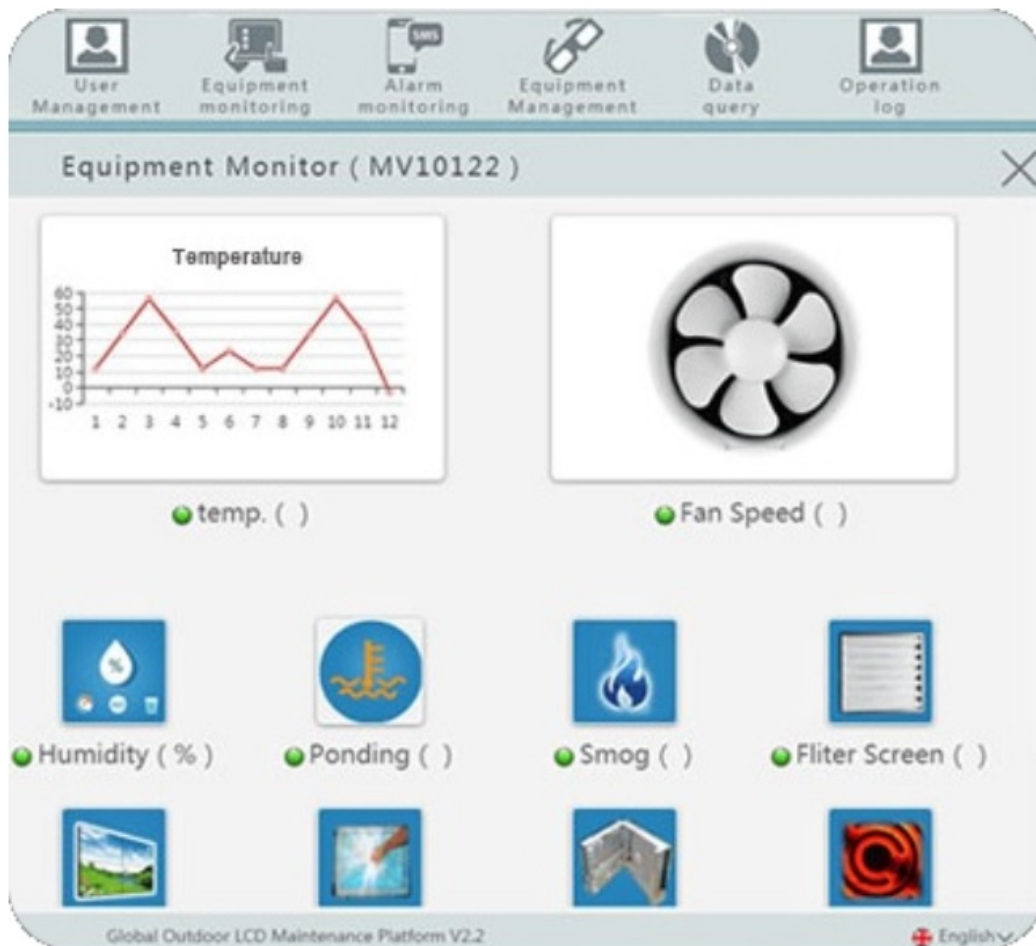 SMS
User
Management
Equipment
monitoring
Alarm
monitoring
Equipment
Management
Data
query
Operation
log
Equipment Monitor ( MV10122 )
Temperature
60
50
40
30
20
10
0
-10
1 2 3 4 5 6 7 8 9 10 11 12
temp. ( )
Fan Speed ( )
%
Humidity ( % )
Ponding ( )
Smog ( )
Fliter Screen ( )
Global Outdoor LCD Maintenance Platform V2.2
English